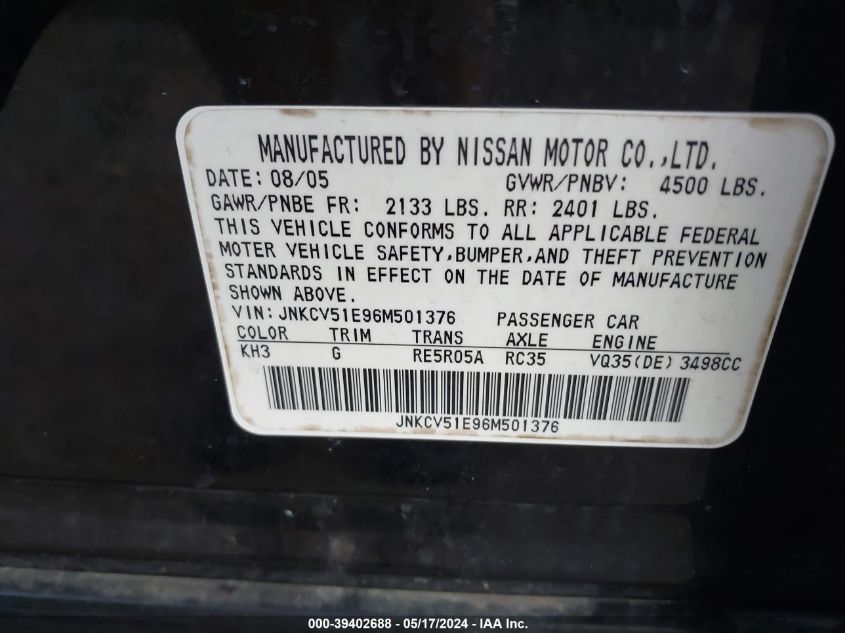 MANUFACTURED BY NISSAN MOTOR CO.,LTD.
DATE: 08/05 GVWR/PNBV: 4500 LBS.
GAWR/PNBE FR: 2133 LBS. RR: 2401 LBS.
THIS VEHICLE CONFORMS TO ALL APPLICABLE FEDERAL
MOTER VEHICLE SAFETY,BUMPER,AND THEFT PREVENTION
STANDARDS IN EFFECT ON THE DATE OF MANUFACTURE
SHOWN ABOVE.
VIN: JNKCV51E96M501376 PASSENGER CAR
COLOR TRIM TRANS AXLE ENGINE
KH3 G RE5R05A RC35 VQ35(DE) 3498CC
JNKCV51E96M501376
000-39402688 - 05/17/2024 - IAA Inc.